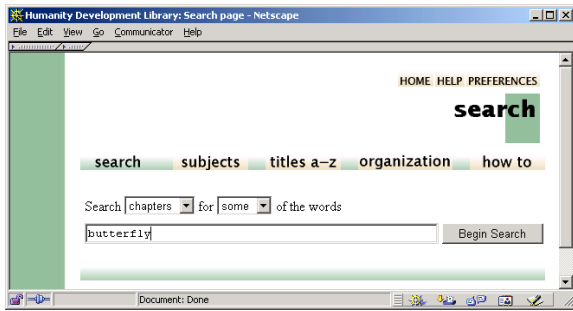 Humanity Development Library: Search page - Netscape
File Edit View Go Communicator Help
HOME HELP PREFERENCES
search
search subjects titles a–z organization how to
Search chapters for some of the words
butterfly Begin Search
Document: Done